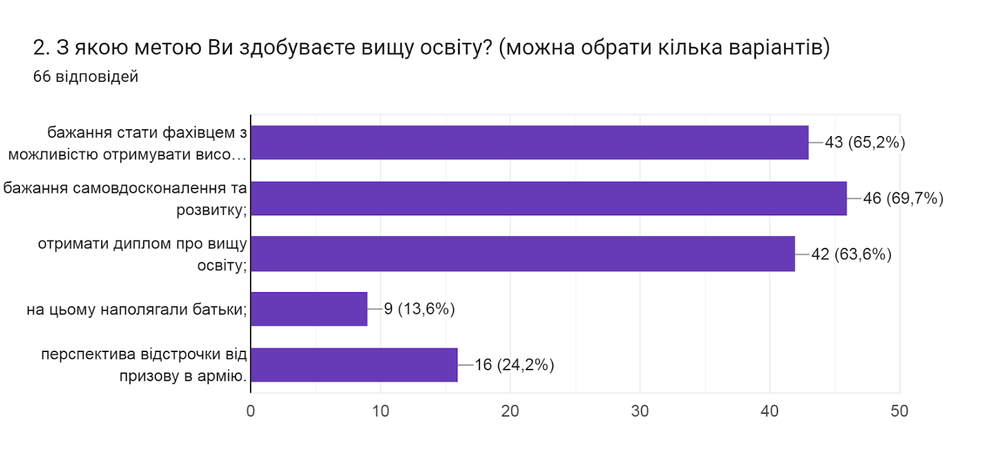 2. З якою метою Ви здобуваєте вищу освіту? (можна обрати кілька варіантів)
66 відповідей
бажання стати фахівцем з
можливістю отримувати висо…
43 (65,2%)
бажання самовдосконалення та
розвитку;
46 (69,7%)
отримати диплом про вищу
освіту;
42 (63,6%)
на цьому наполягали батьки;
9 (13,6%)
перспектива відстрочки від
призову в армію.
16 (24,2%)
0 10 20 30 40 50